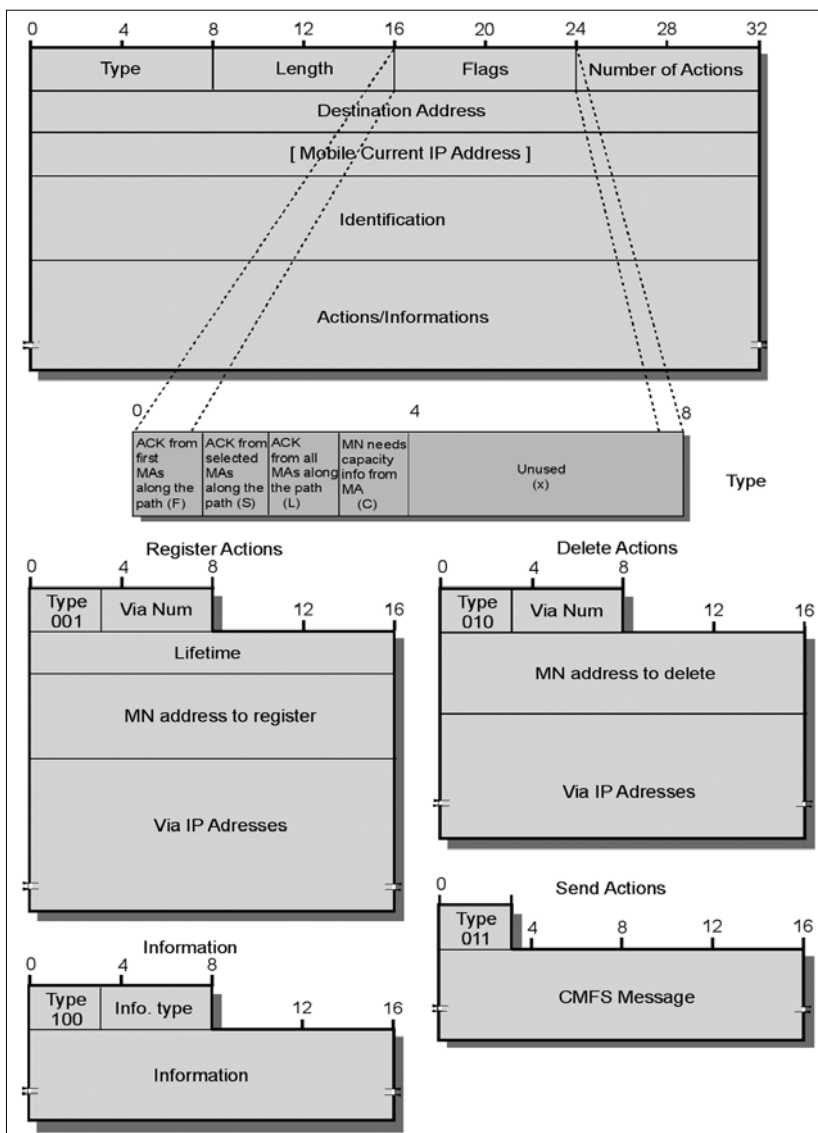 0 4 8 12 16 20 24 28 32
Type Length Flags Number of Actions
Destination Address
[ Mobile Current IP Address ]
Identification
Actions/Informations
0 4 8
ACK from
first
MAs
along the
path (F)
ACK from
selected
MAs
along the
path (S)
ACK
from all
MAs along
the path
(L)
MN needs
capacity
info from
MA
(C)
Unused
(x)
Type
Register Actions
0 4 8 12 16
Type
001
Via Num
Lifetime
MN address to register
Via IP Adresses
Delete Actions
0 4 8 12 16
Type
010
Via Num
MN address to delete
Via IP Adresses
Send Actions
0 4 8 12 16
Type
011
CMFS Message
Information
0 4 8 12 16
Type
100
Info. type
Information